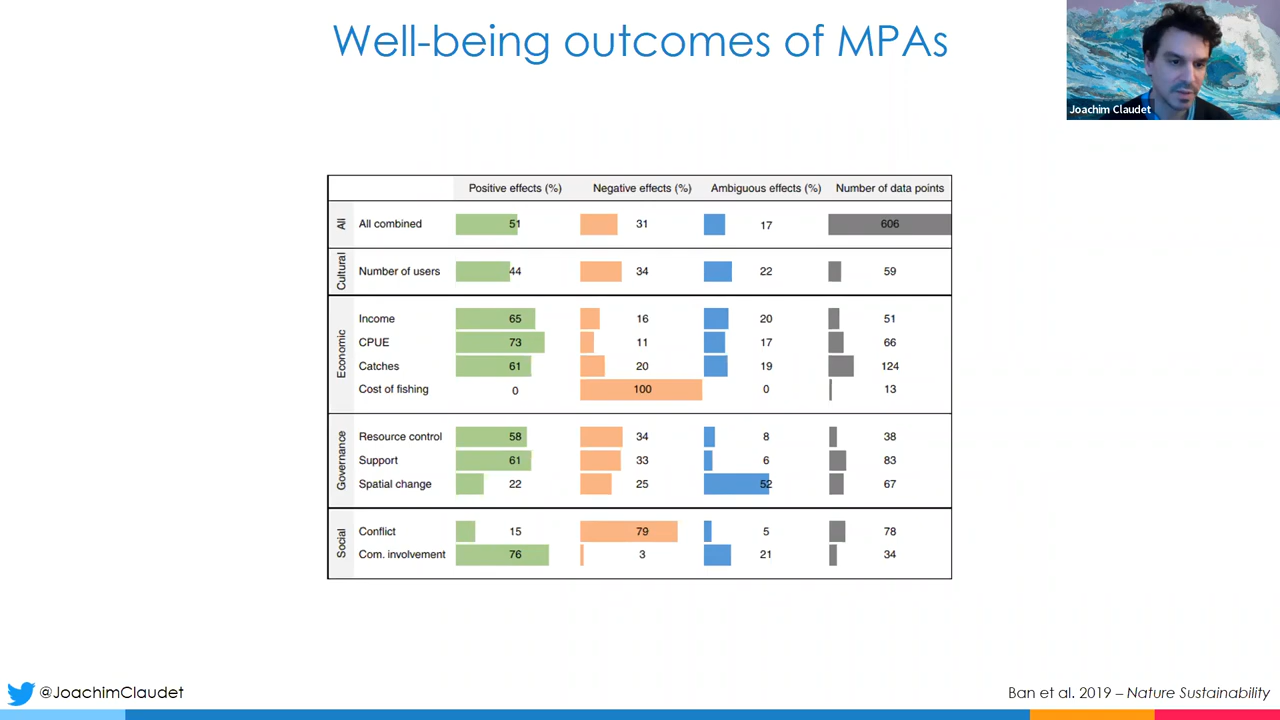 Well-being outcomes of MPAs
Joachim Claudet
Positive effects (%) Negative effects (%) Ambiguous effects (%) Number of data points
All
All combined 51 31 17 606
Cultural
Number of users 44 34 22 59
Economic
Income 65 16 20 51
CPUE 73 11 17 66
Catches 61 20 19 124
Cost of fishing 0 100 0 13
Governance
Resource control 58 34 8 38
Support 61 33 6 83
Spatial change 22 25 52 67
Social
Conflict 15 79 5 78
Com. involvement 76 3 21 34
@JoachimClaudet
Ban et al. 2019 – Nature Sustainability